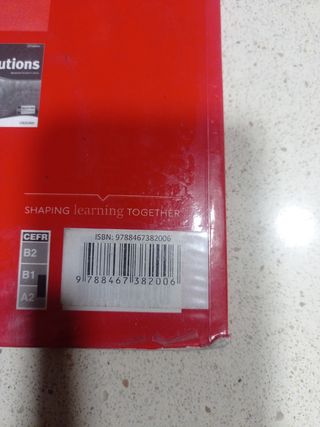 utions
SHAPING learning TOGETHER
CEFR
B2
B1
A2
ISBN: 9788467382006
9 788467 382006